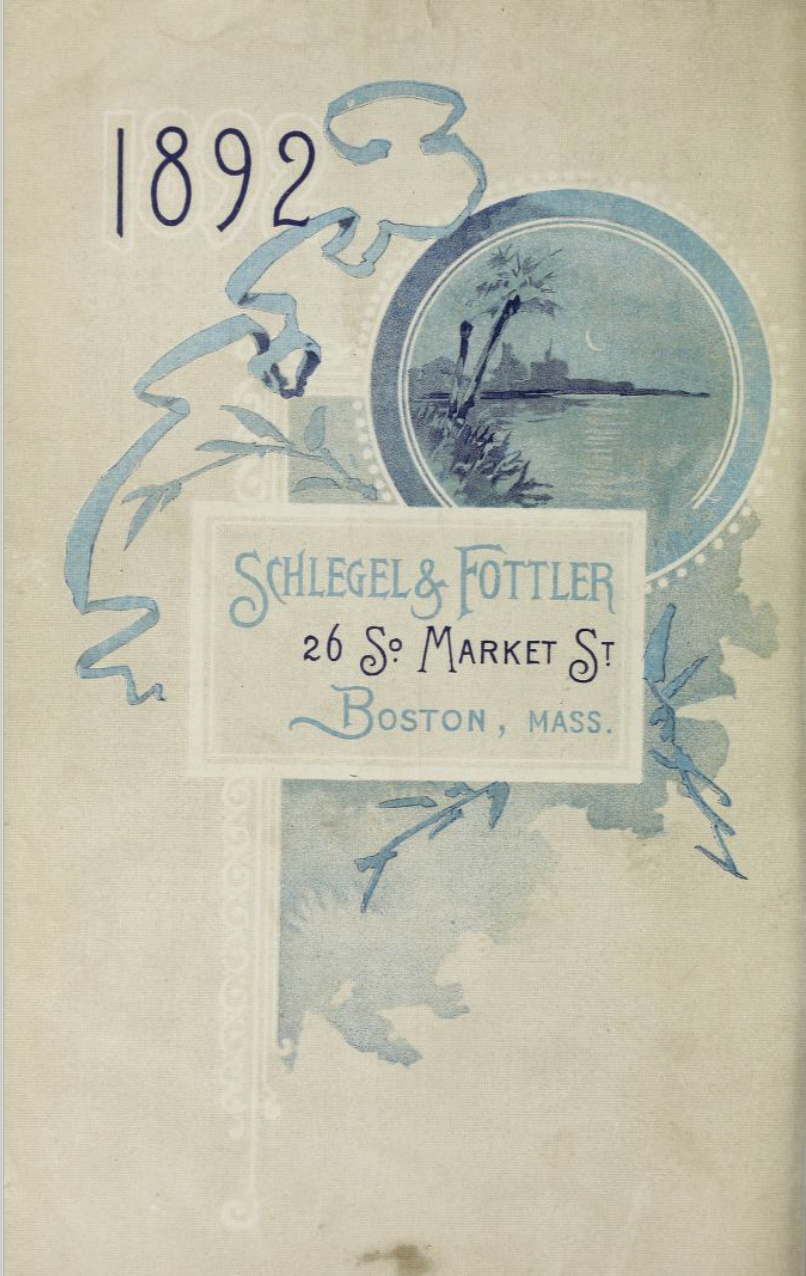 1892
SCHLEGEL & FOTTLER
26 So MARKET ST
BOSTON, MASS.